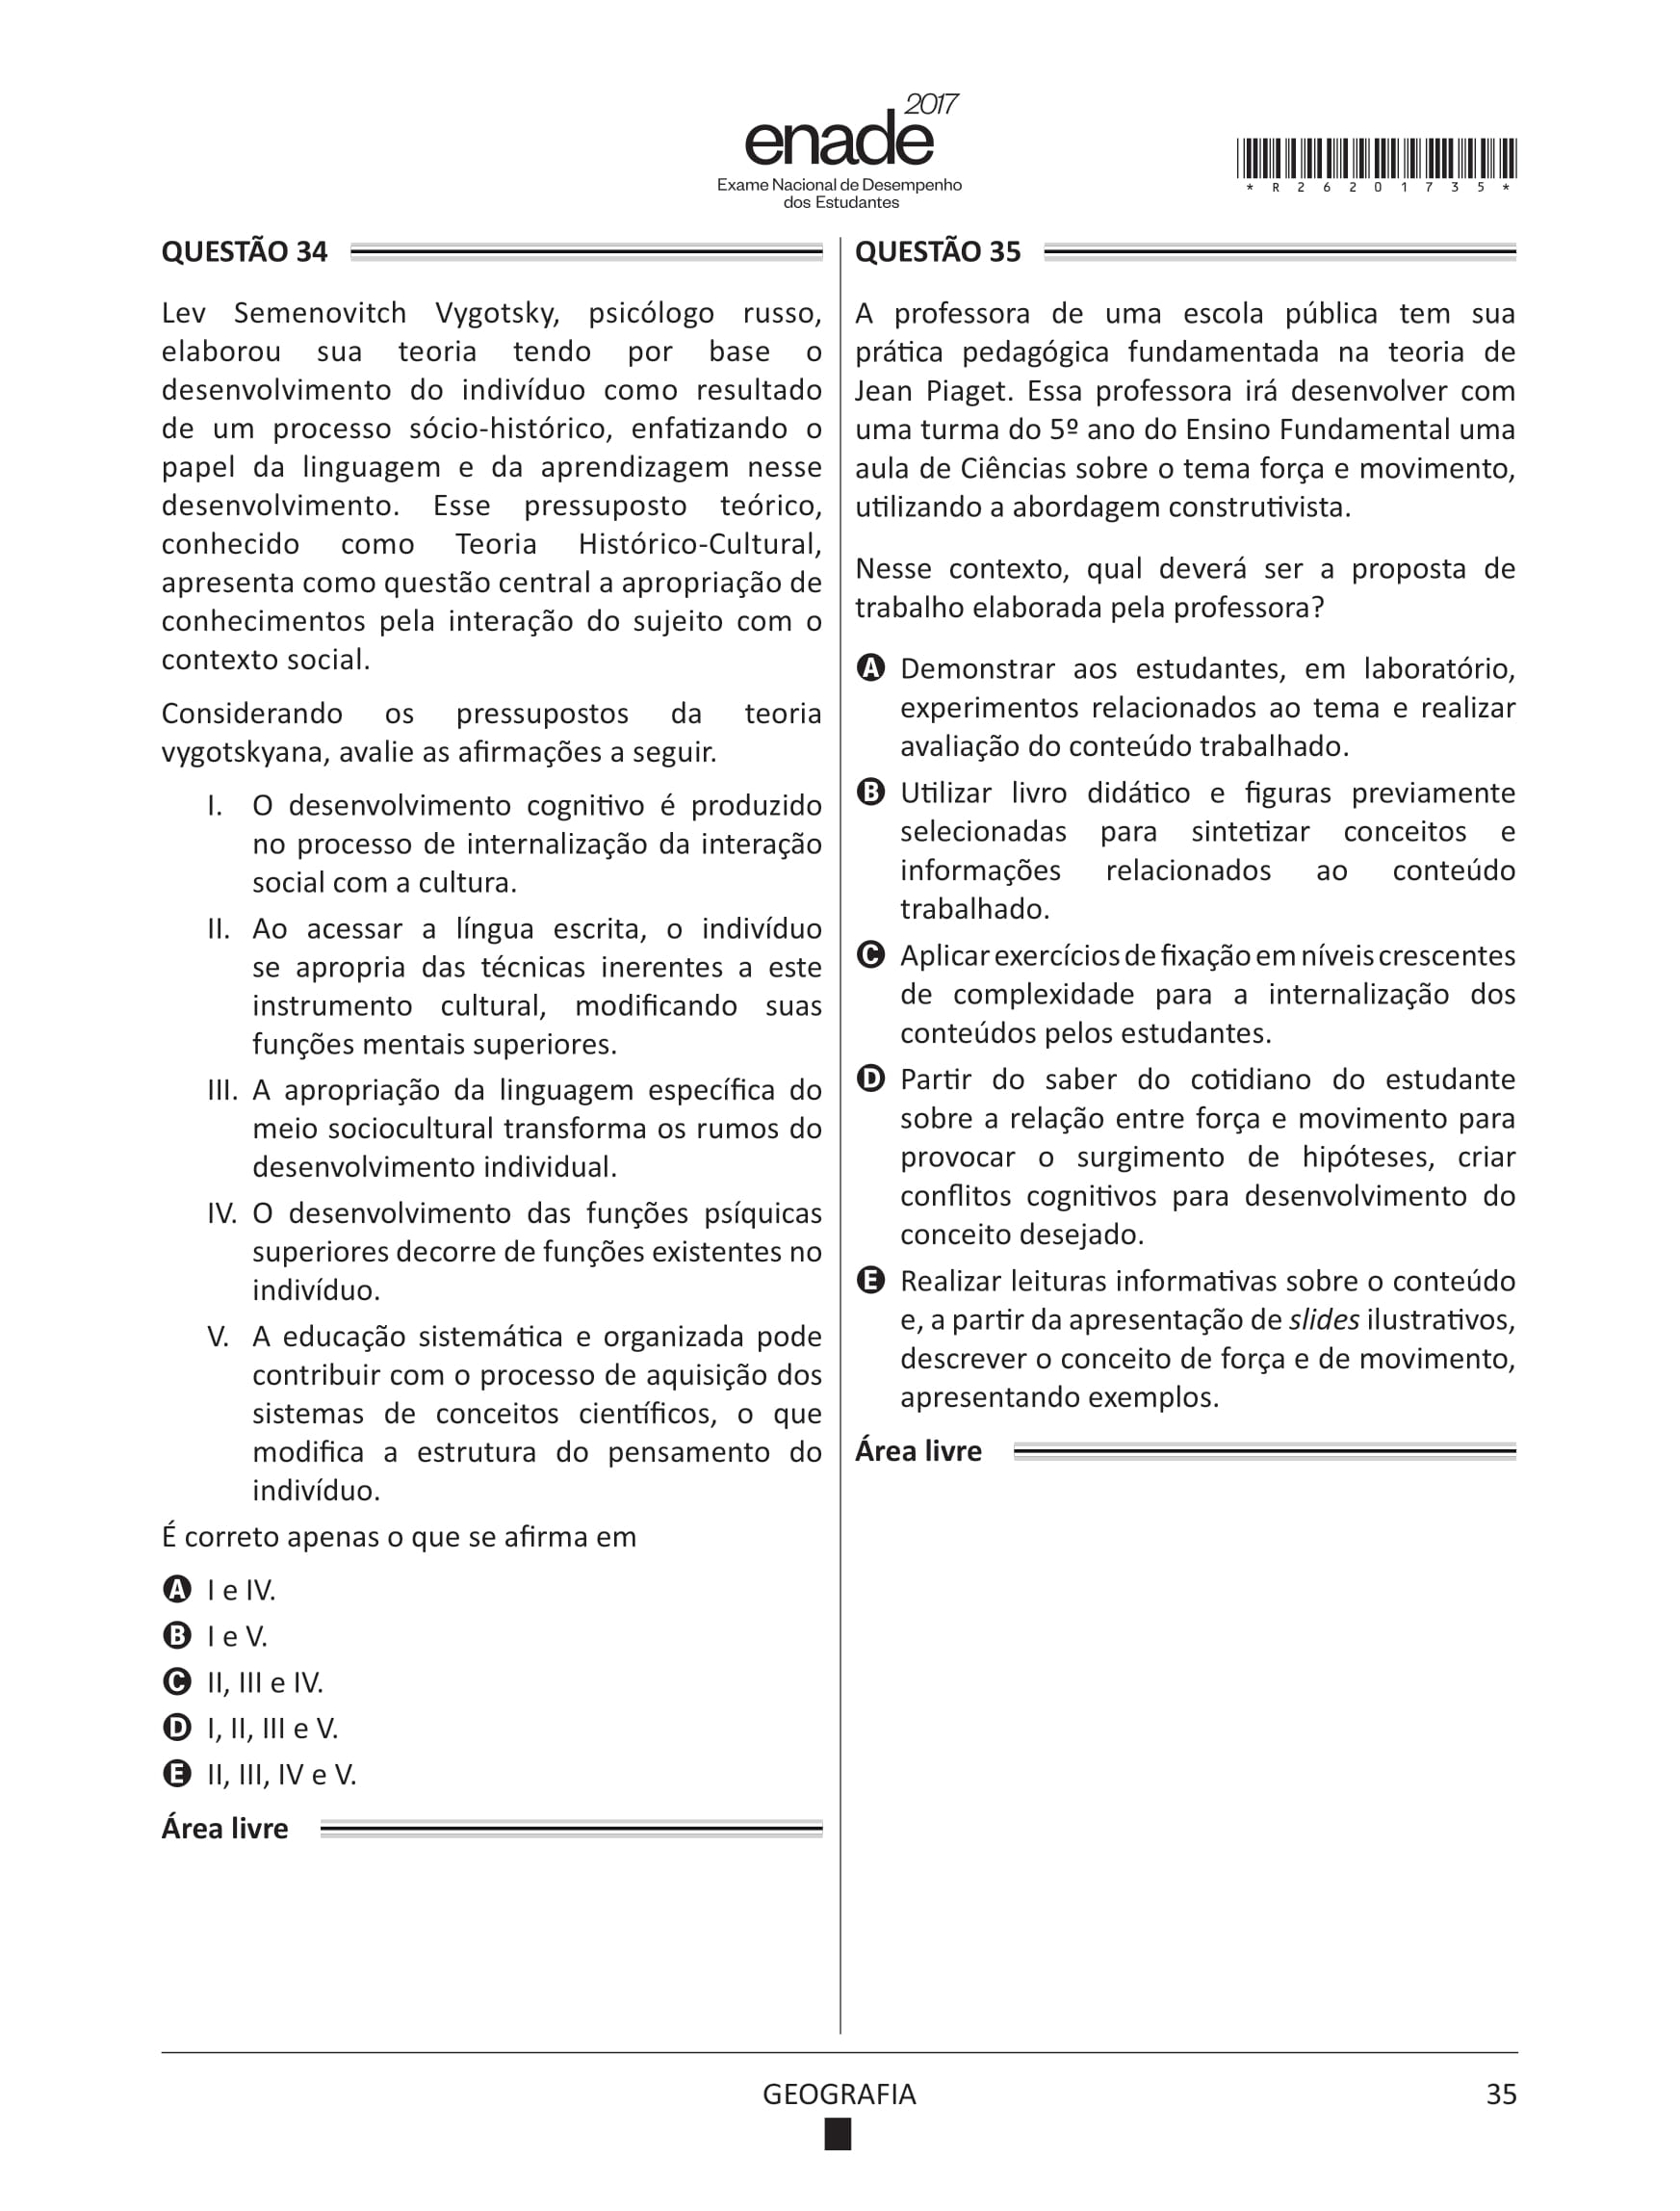 2017
enade
Exame Nacional de Desempenho
dos Estudantes
* R 2 6 2 0 1 7 3 5 *
QUESTÃO 34
Lev Semenovitch Vygotsky, psicólogo russo,
elaborou sua teoria tendo por base o
desenvolvimento do indivíduo como resultado
de um processo sócio-histórico, enfatizando o
papel da linguagem e da aprendizagem nesse
desenvolvimento. Esse pressuposto teórico,
conhecido como Teoria Histórico-Cultural,
apresenta como questão central a apropriação de
conhecimentos pela interação do sujeito com o
contexto social.
Considerando os pressupostos da teoria
vygotskyana, avalie as afirmações a seguir.
I. O desenvolvimento cognitivo é produzido
no processo de internalização da interação
social com a cultura.
II. Ao acessar a língua escrita, o indivíduo
se apropria das técnicas inerentes a este
instrumento cultural, modificando suas
funções mentais superiores.
III. A apropriação da linguagem específica do
meio sociocultural transforma os rumos do
desenvolvimento individual.
IV. O desenvolvimento das funções psíquicas
superiores decorre de funções existentes no
indivíduo.
V. A educação sistemática e organizada pode
contribuir com o processo de aquisição dos
sistemas de conceitos científicos, o que
modifica a estrutura do pensamento do
indivíduo.
É correto apenas o que se afirma em
A I e IV.
B I e V.
C II, III e IV.
D I, II, III e V.
E II, III, IV e V.
Área livre
QUESTÃO 35
A professora de uma escola pública tem sua
prática pedagógica fundamentada na teoria de
Jean Piaget. Essa professora irá desenvolver com
uma turma do 5º ano do Ensino Fundamental uma
aula de Ciências sobre o tema força e movimento,
utilizando a abordagem construtivista.
Nesse contexto, qual deverá ser a proposta de
trabalho elaborada pela professora?
A Demonstrar aos estudantes, em laboratório,
experimentos relacionados ao tema e realizar
avaliação do conteúdo trabalhado.
B Utilizar livro didático e figuras previamente
selecionadas para sintetizar conceitos e
informações relacionados ao conteúdo
trabalhado.
C Aplicar exercícios de fixação em níveis crescentes
de complexidade para a internalização dos
conteúdos pelos estudantes.
D Partir do saber do cotidiano do estudante
sobre a relação entre força e movimento para
provocar o surgimento de hipóteses, criar
conflitos cognitivos para desenvolvimento do
conceito desejado.
E Realizar leituras informativas sobre o conteúdo
e, a partir da apresentação de slides ilustrativos,
descrever o conceito de força e de movimento,
apresentando exemplos.
Área livre
GEOGRAFIA
35